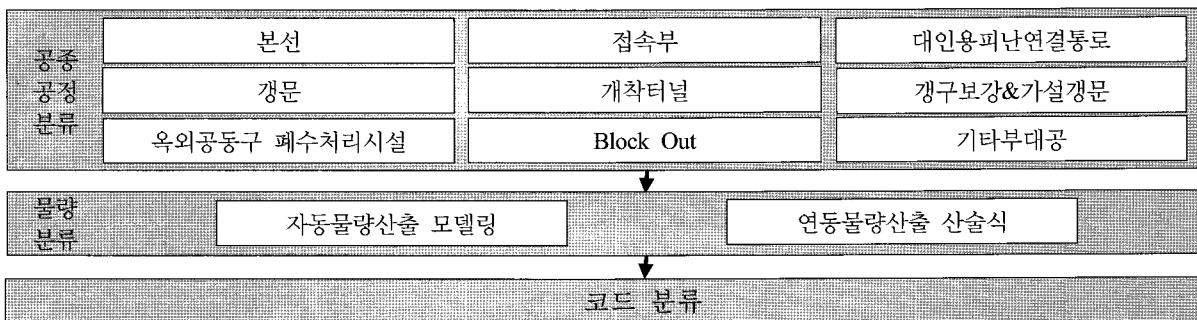 공종
공정
분류
본선
접속부
대인용피난연결통로
갱문
개착터널
갱구보강&가설갱문
옥외공동구 폐수처리시설
Block Out
기타부대공
물량
분류
자동물량산출 모델링
연동물량산출 산술식
코드 분류